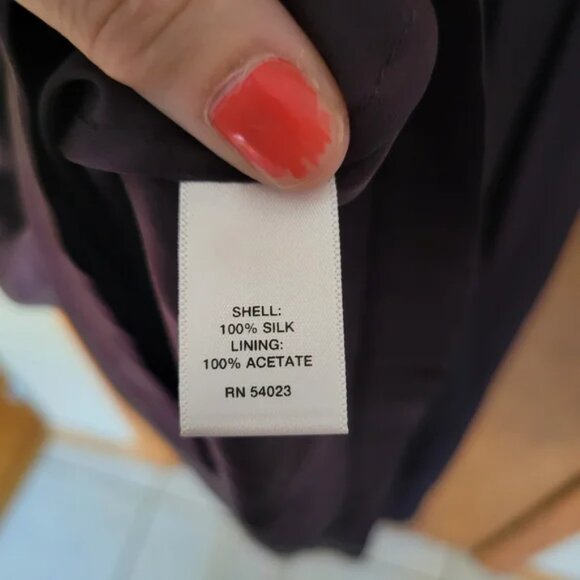 SHELL:
100% SILK
LINING:
100% ACETATE
RN 54023